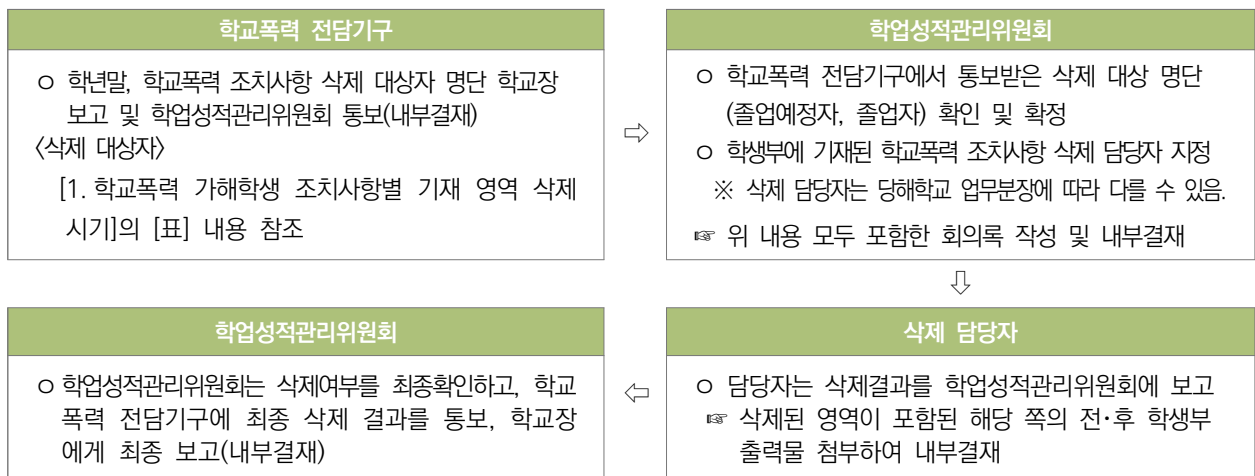 학교폭력 전담기구
ㅇ 학년말, 학교폭력 조치사항 삭제 대상자 명단 학교장
보고 및 학업성적관리위원회 통보(내부결재)
〈삭제 대상자〉
[1. 학교폭력 가해학생 조치사항별 기재 영역 삭제
시기]의 [표] 내용 참조
⇨
학업성적관리위원회
ㅇ 학교폭력 전담기구에서 통보받은 삭제 대상 명단
(졸업예정자, 졸업자) 확인 및 확정
ㅇ 학생부에 기재된 학교폭력 조치사항 삭제 담당자 지정
※ 삭제 담당자는 당해학교 업무분장에 따라 다를 수 있음.
☞ 위 내용 모두 포함한 회의록 작성 및 내부결재
⇩
삭제 담당자
ㅇ 담당자는 삭제결과를 학업성적관리위원회에 보고
☞ 삭제된 영역이 포함된 해당 쪽의 전·후 학생부
출력물 첨부하여 내부결재
⇦
학업성적관리위원회
ㅇ 학업성적관리위원회는 삭제여부를 최종확인하고, 학교
폭력 전담기구에 최종 삭제 결과를 통보, 학교장
에게 최종 보고(내부결재)